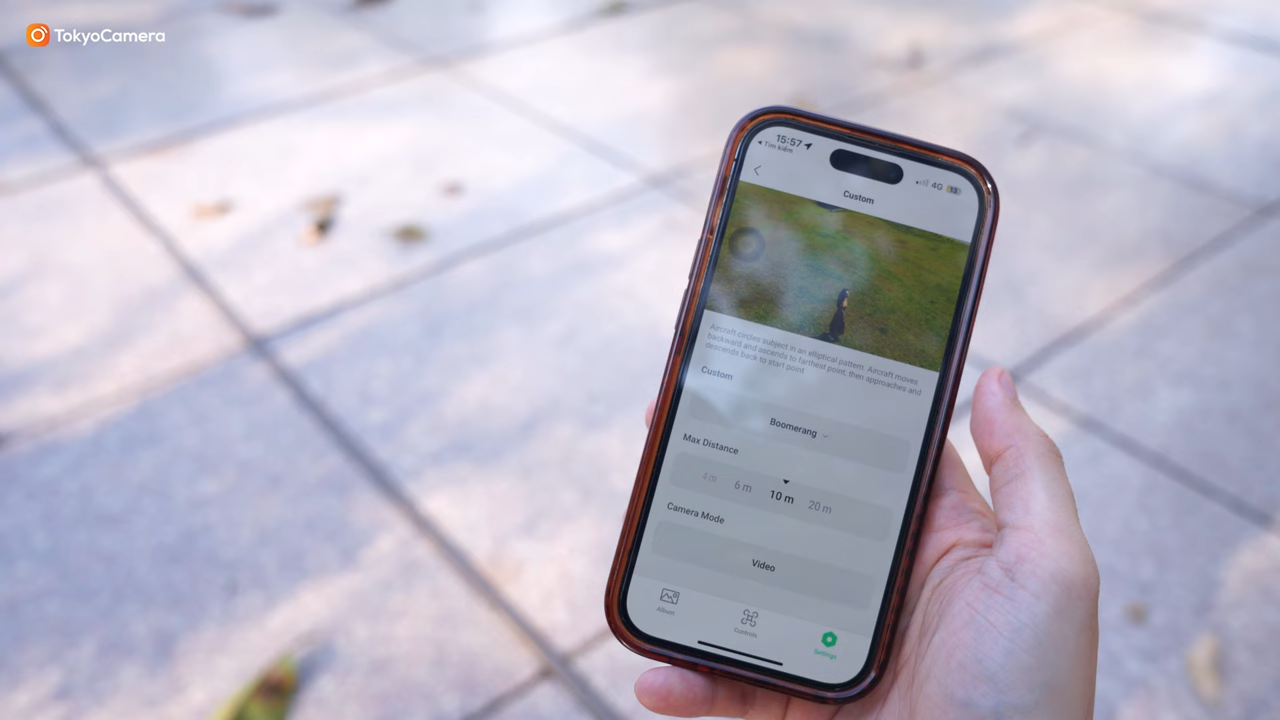 TokyoCamera
15:57
Tìm kiếm
4G 13
Custom
Aircraft circles subject in an elliptical pattern. Aircraft moves
backward and ascends to farthest point, then approaches and
descends back to start point
Custom
Boomerang
Max Distance
4 m 6 m 10 m 20 m
Camera Mode
Video
Album
Controls
Settings